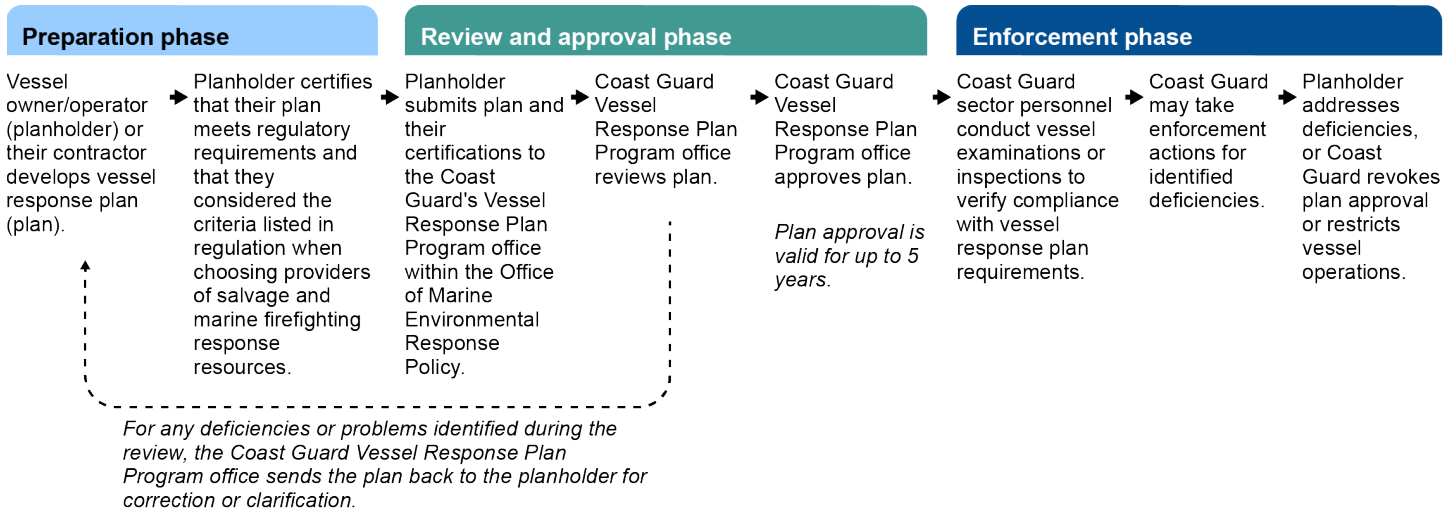 Preparation phase
Vessel
owner/operator
(planholder) or
their contractor
develops vessel
response plan
(plan).
Planholder certifies
that their plan
meets regulatory
requirements and
that they
considered the
criteria listed in
regulation when
choosing providers
of salvage and
marine firefighting
response
resources.
Review and approval phase
Planholder
submits plan and
their
certifications to
the Coast
Guard's Vessel
Response Plan
Program office
within the Office
of Marine
Environmental
Response
Policy.
Coast Guard
Vessel
Response Plan
Program office
reviews plan.
Coast Guard
Vessel
Response Plan
Program office
approves plan.
Plan approval is
valid for up to 5
years.
For any deficiencies or problems identified during the
review, the Coast Guard Vessel Response Plan
Program office sends the plan back to the planholder for
correction or clarification.
Enforcement phase
Coast Guard
sector personnel
conduct vessel
examinations or
inspections to
verify compliance
with vessel
response plan
requirements.
Coast Guard
may take
enforcement
actions for
identified
deficiencies.
Planholder
addresses
deficiencies,
or Coast
Guard revokes
plan approval
or restricts
vessel
operations.